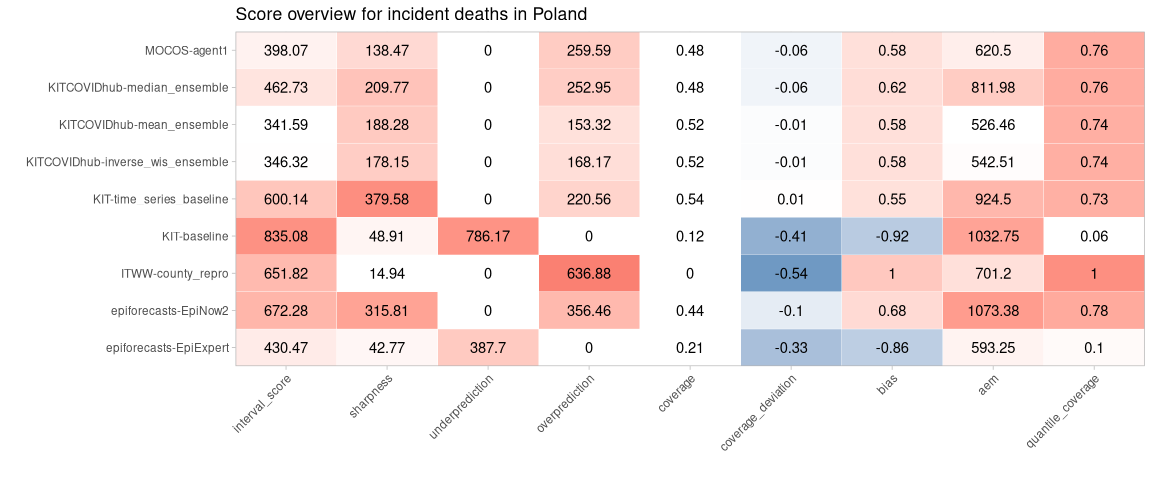 Score overview for incident deaths in Poland
MOCOS-agent1 398.07 138.47 0 259.59 0.48 -0.06 0.58 620.5 0.76
KITCOVIDhub-median_ensemble 462.73 209.77 0 252.95 0.48 -0.06 0.62 811.98 0.76
KITCOVIDhub-mean_ensemble 341.59 188.28 0 153.32 0.52 -0.01 0.58 526.46 0.74
KITCOVIDhub-inverse_wis_ensemble 346.32 178.15 0 168.17 0.52 -0.01 0.58 542.51 0.74
KIT-time_series_baseline 600.14 379.58 0 220.56 0.54 0.01 0.55 924.5 0.73
KIT-baseline 835.08 48.91 786.17 0 0.12 -0.41 -0.92 1032.75 0.06
ITWW-county_repro 651.82 14.94 0 636.88 0 -0.54 1 701.2 1
epiforecasts-EpiNow2 672.28 315.81 0 356.46 0.44 -0.1 0.68 1073.38 0.78
epiforecasts-EpiExpert 430.47 42.77 387.7 0 0.21 -0.33 -0.86 593.25 0.1
interval_score sharpness underprediction overprediction coverage coverage_deviation bias aem quantile_coverage